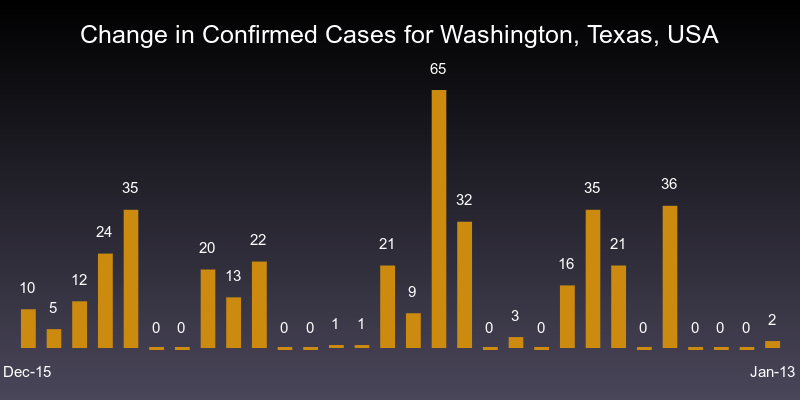 Change in Confirmed Cases for Washington, Texas, USA
10 5 12 24 35 0 0 20 13 22 0 0 1 1 21 9 65 32 0 3 0 16 35 21 0 36 0 0 0 2
Dec-15 Jan-13